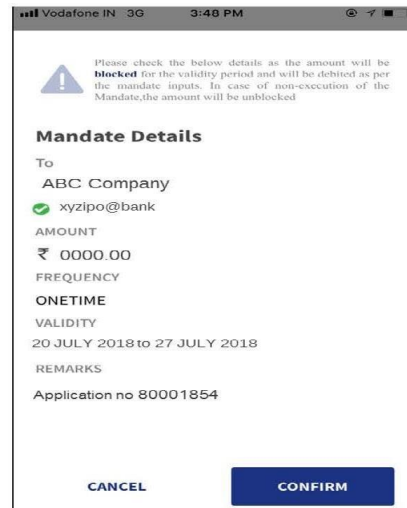 Vodafone IN 3G 3:48 PM
Please check the below details as the amount will be
blocked for the validity period and will be debited as per
the mandate inputs. In case of non-execution of the
Mandate,the amount will be unblocked
Mandate Details
To
ABC Company
xyzipo@bank
AMOUNT
₹ 0000.00
FREQUENCY
ONETIME
VALIDITY
20 JULY 2018 to 27 JULY 2018
REMARKS
Application no 80001854
CANCEL CONFIRM